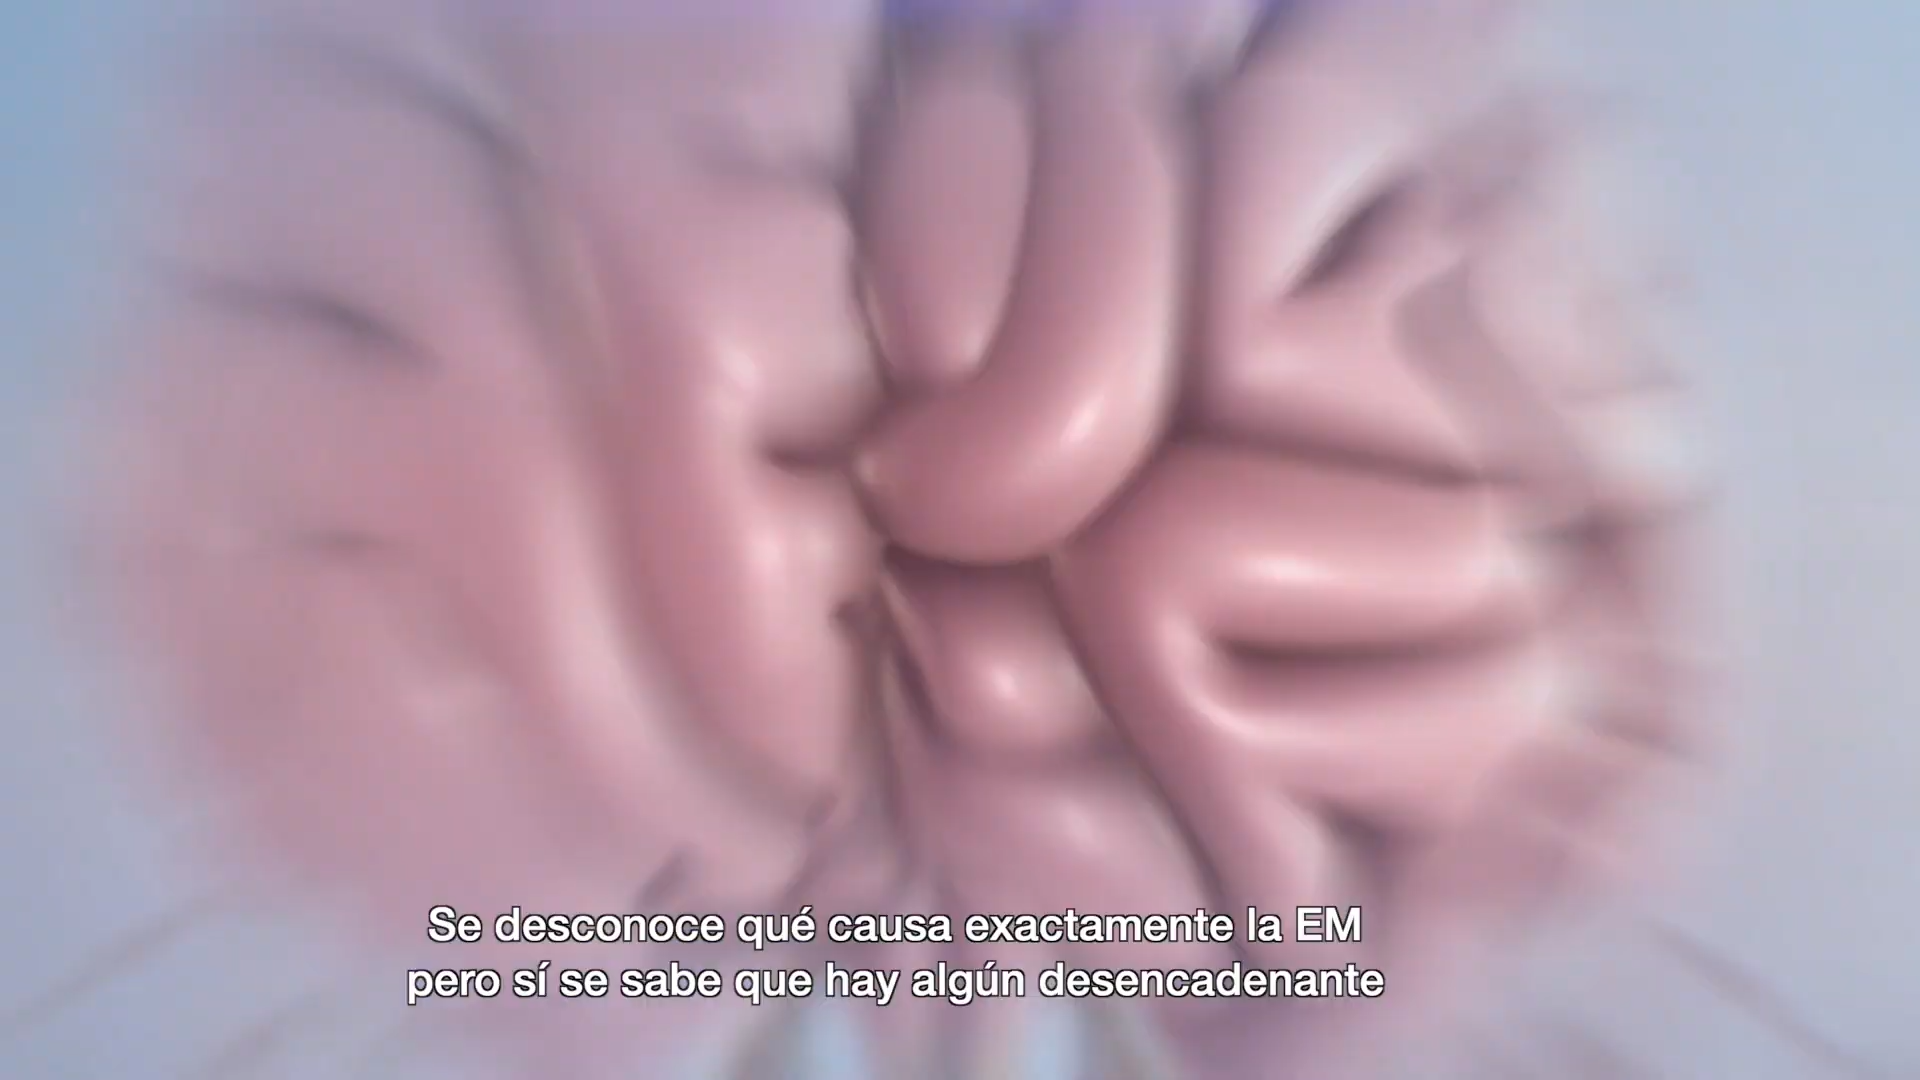 Se desconoce qué causa exactamente la EM
pero sí se sabe que hay algún desencadenante